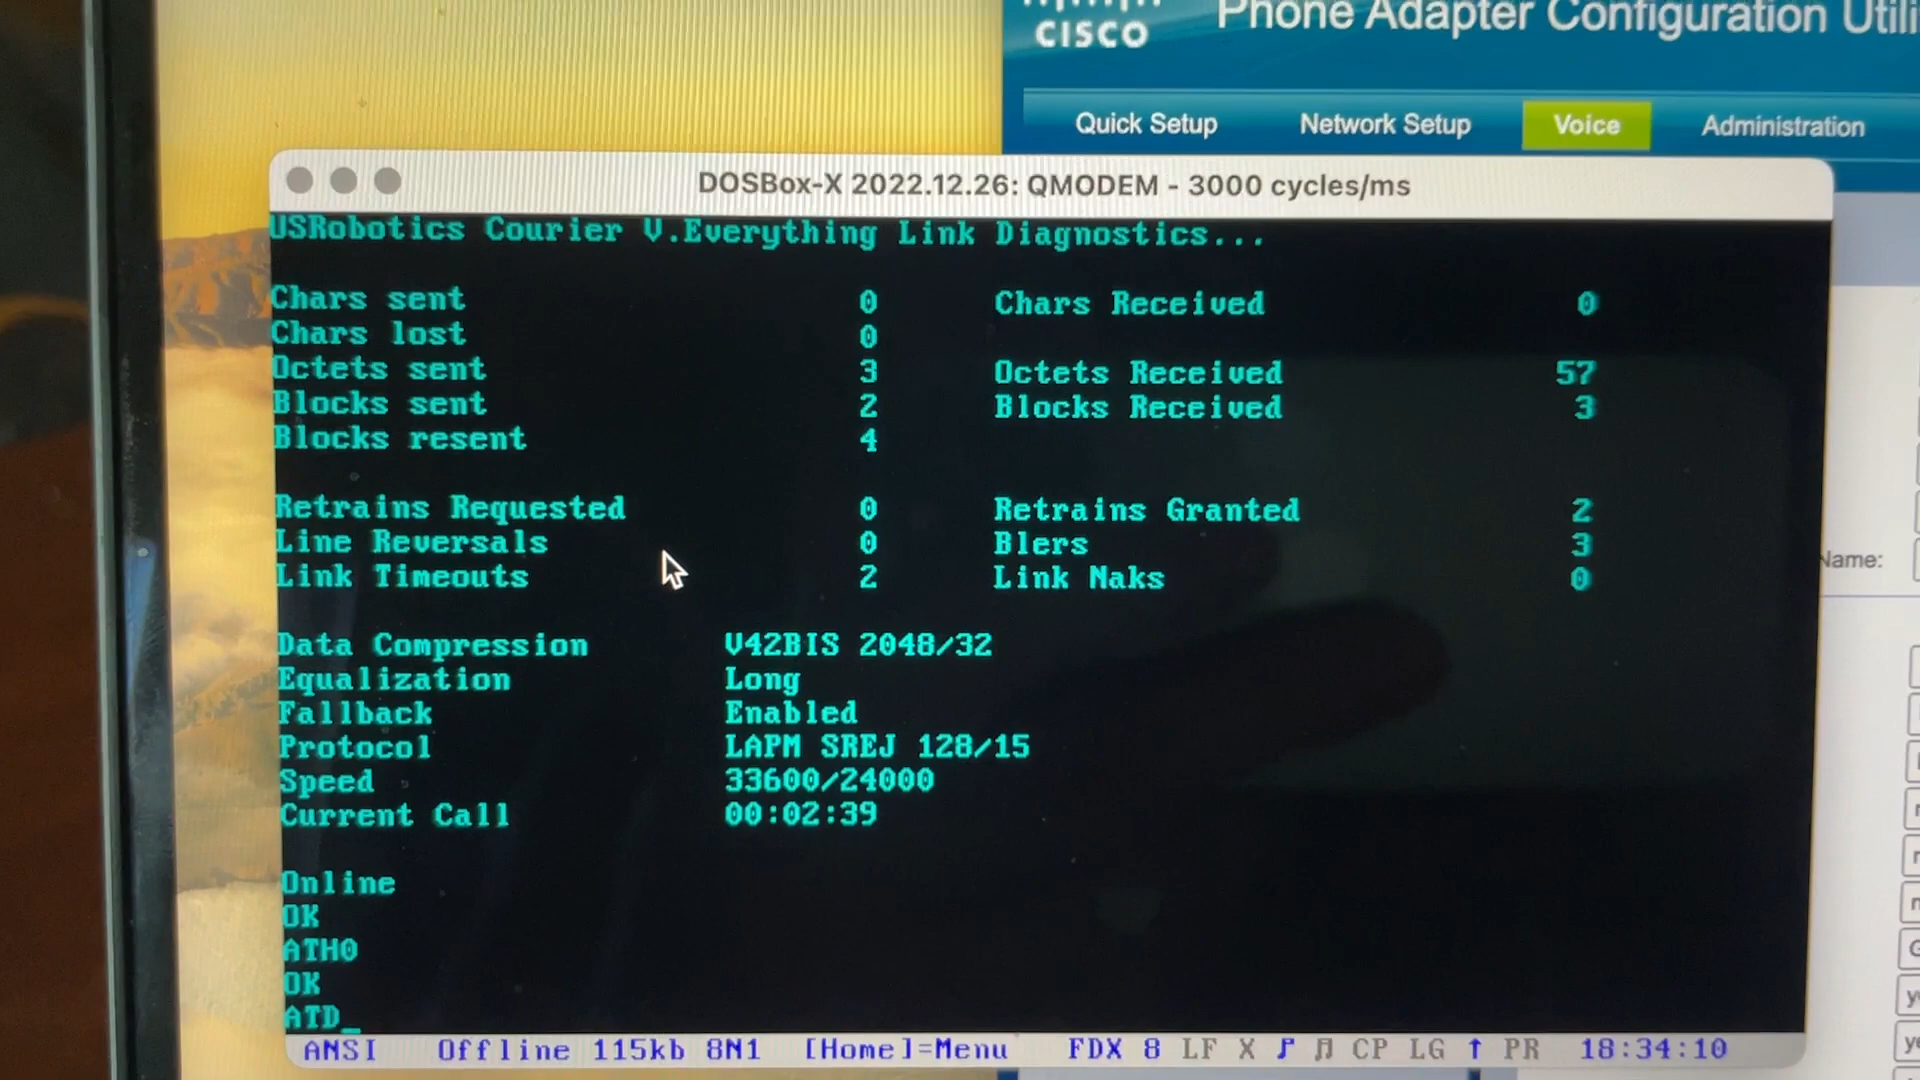 CISCO
Phone Adapter Configuration Utili
Quick Setup Network Setup Voice Administration
DOSBox-X 2022.12.26: QMODEM - 3000 cycles/ms
USRobotics Courier V.Everything Link Diagnostics...
Chars sent 0 Chars Received 0
Chars lost 0
Octets sent 3 Octets Received 57
Blocks sent 2 Blocks Received 3
Blocks resent 4
Retrains Requested 0 Retrains Granted 2
Line Reversals 0 Blers 3
Link Timeouts 2 Link Naks 0
Data Compression V42BIS 2048/32
Equalization Long
Fallback Enabled
Protocol LAPM SREJ 128/15
Speed 33600/24000
Current Call 00:02:39
Online
OK
ATH0
OK
ATD_
ANSI Offline 115kb 8N1 [Home]=Menu FDX 8 LF X ♪ ♫ CP LG ↑ PR 18:34:10
Name: